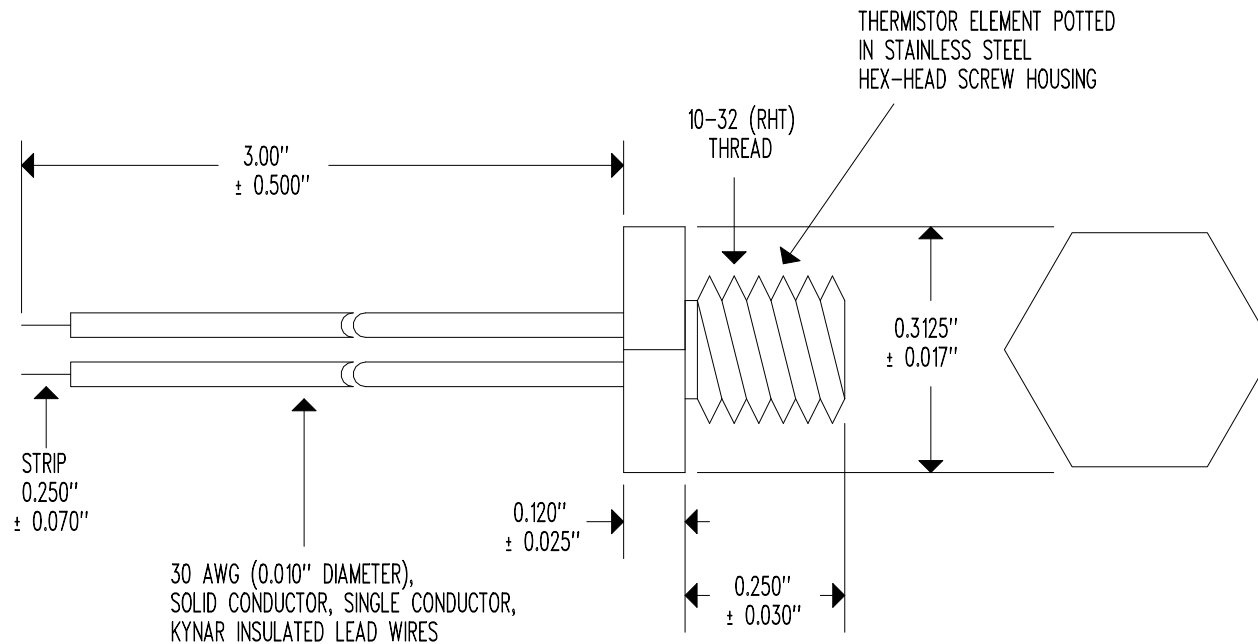 THERMISTOR ELEMENT POTTED
IN STAINLESS STEEL
HEX-HEAD SCREW HOUSING
10-32 (RHT)
THREAD
3.00"
± 0.500"
0.3125"
± 0.017"
STRIP
0.250"
± 0.070"
0.120"
± 0.025"
30 AWG (0.010" DIAMETER),
SOLID CONDUCTOR, SINGLE CONDUCTOR,
KYNAR INSULATED LEAD WIRES
0.250"
± 0.030"